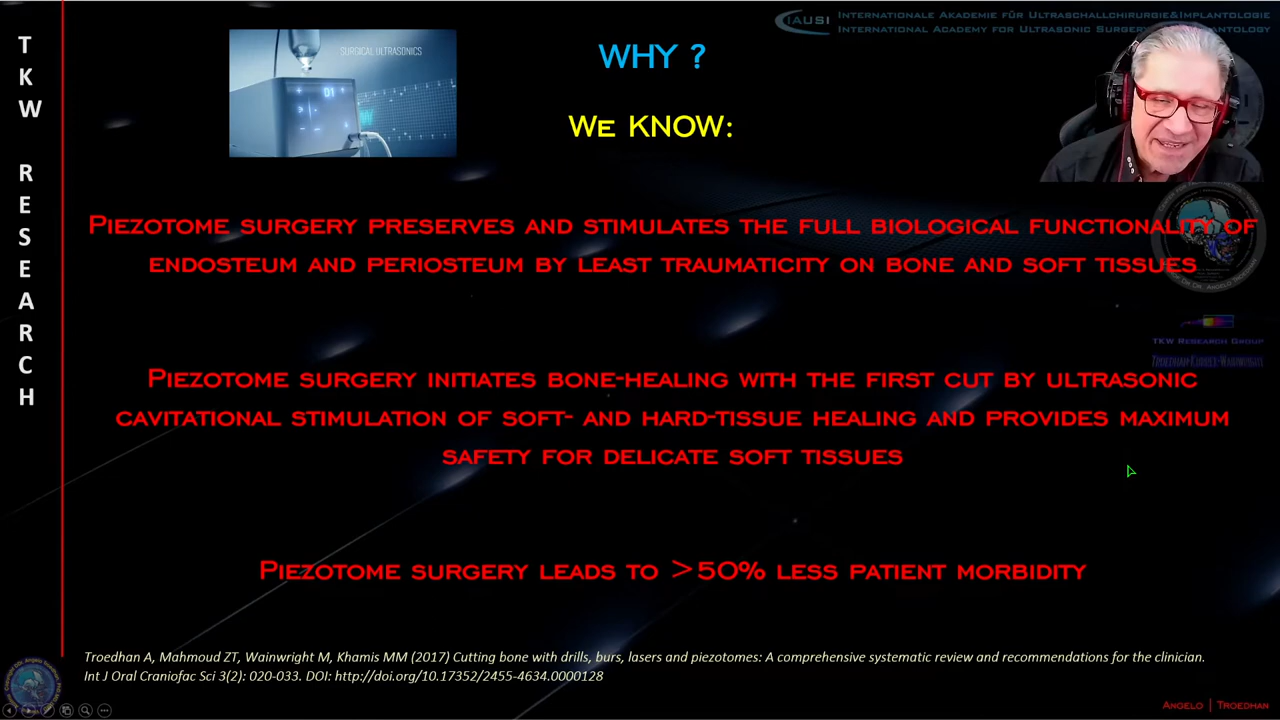 TKW RESEARCH
SURGICAL ULTRASONICS
IAUSI
INTERNATIONALE AKADEMIE FÜR ULTRASCHALLCHIRURGIE&IMPLANTOLOGIE
INTERNATIONAL ACADEMY FOR ULTRASONIC SURGERY
WHY ?
WE KNOW:
PIEZOTOME SURGERY PRESERVES AND STIMULATES THE FULL BIOLOGICAL FUNCTIONALITY OF
ENDOSTEUM AND PERIOSTEUM BY LEAST TRAUMATICITY ON BONE AND SOFT TISSUES
TKW RESEARCH GROUP
TROEDHAN-KURREK-WAINWRIGHT
PIEZOTOME SURGERY INITIATES BONE-HEALING WITH THE FIRST CUT BY ULTRASONIC
CAVITATIONAL STIMULATION OF SOFT- AND HARD-TISSUE HEALING AND PROVIDES MAXIMUM
SAFETY FOR DELICATE SOFT TISSUES
PIEZOTOME SURGERY LEADS TO >50% LESS PATIENT MORBIDITY
Troedhan A, Mahmoud ZT, Wainwright M, Khamis MM (2017) Cutting bone with drills, burs, lasers and piezotomes: A comprehensive systematic review and recommendations for the clinician.
Int J Oral Craniofac Sci 3(2): 020-033. DOI: http://doi.org/10.17352/2455-4634.0000128
ANGELO | TROEDHAN